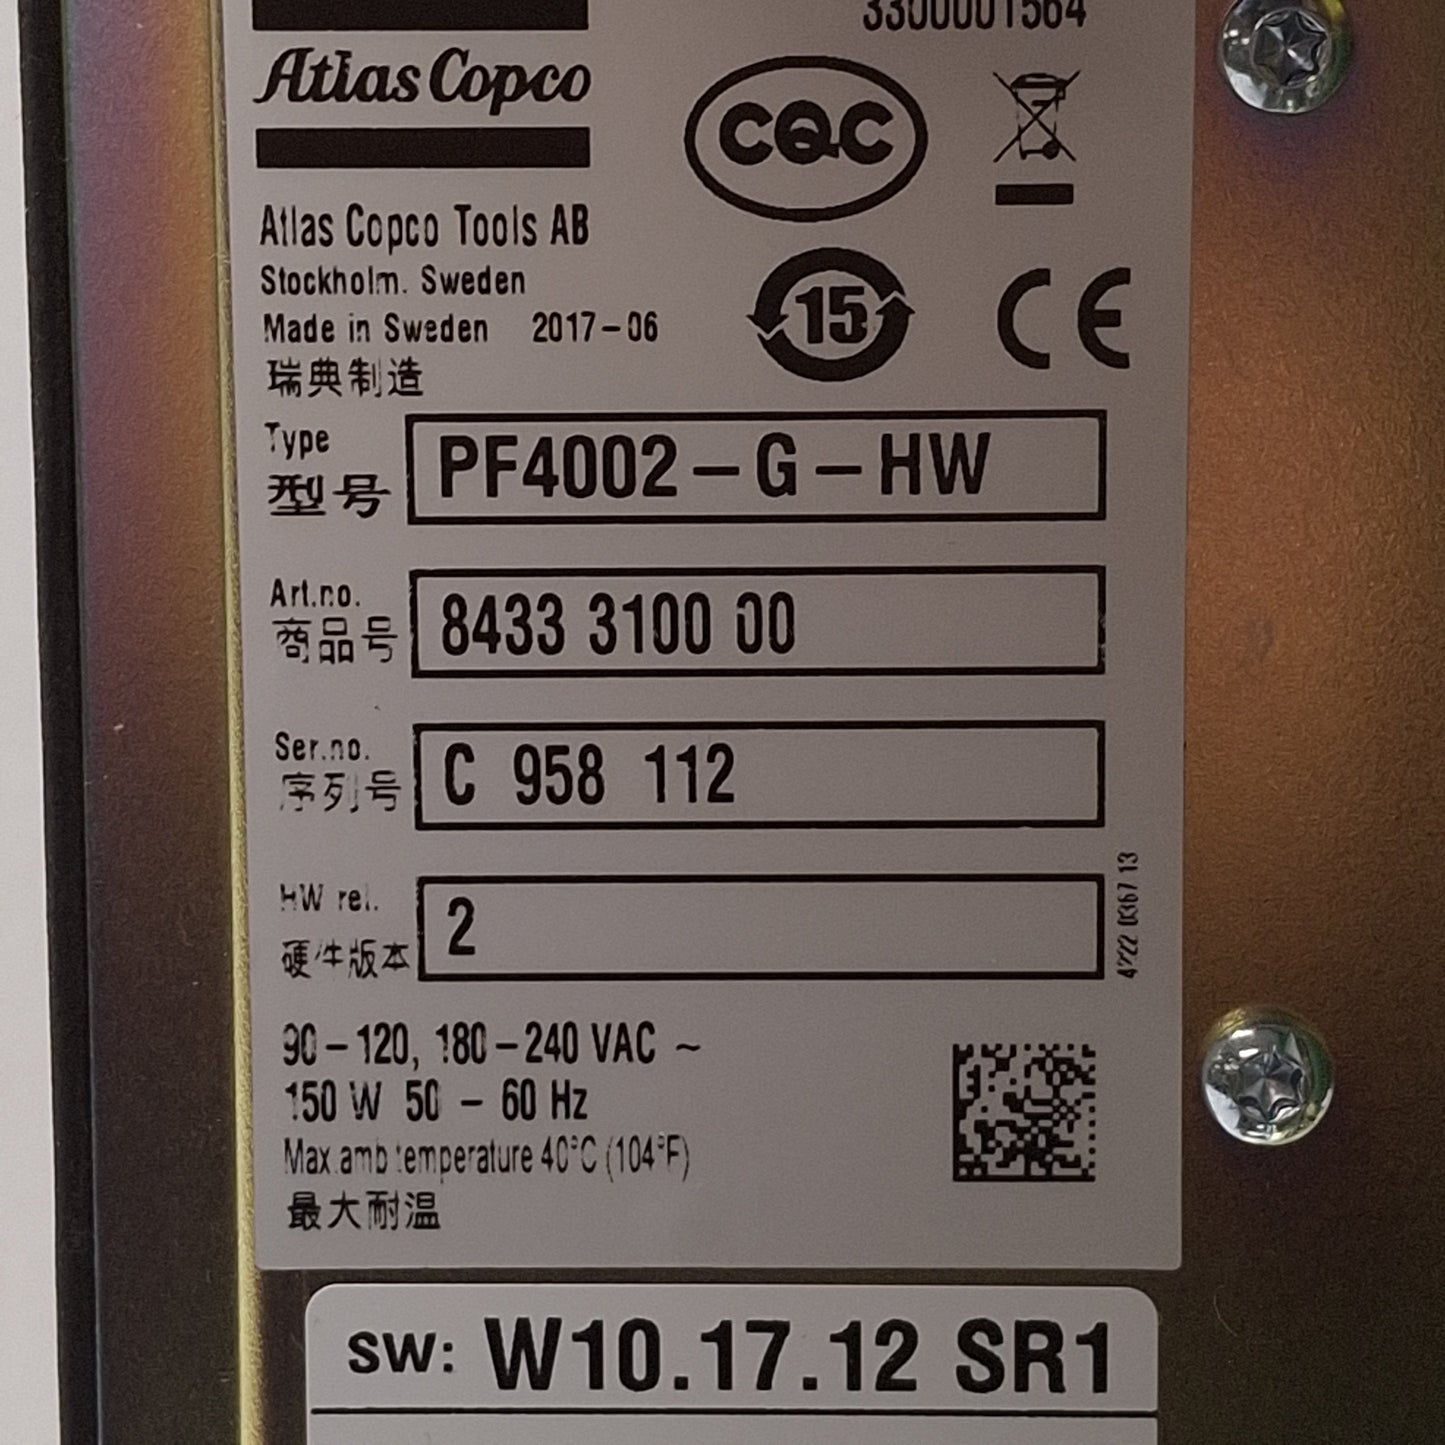 3300001564
Atlas Copco
CQC
Atlas Copco Tools AB
Stockholm. Sweden
Made in Sweden 2017-06
瑞典制造
15
CE
Type
型号
PF4002-G-HW
Art.no.
商品号
8433 3100 00
Ser.no.
序列号
C 958 112
HW rel.
硬件版本
2
4222 0367 13
90-120, 180-240 VAC ~
150 W 50 - 60 Hz
Max.amb temperature 40°C (104°F)
最大耐温
SW: W10.17.12 SR1